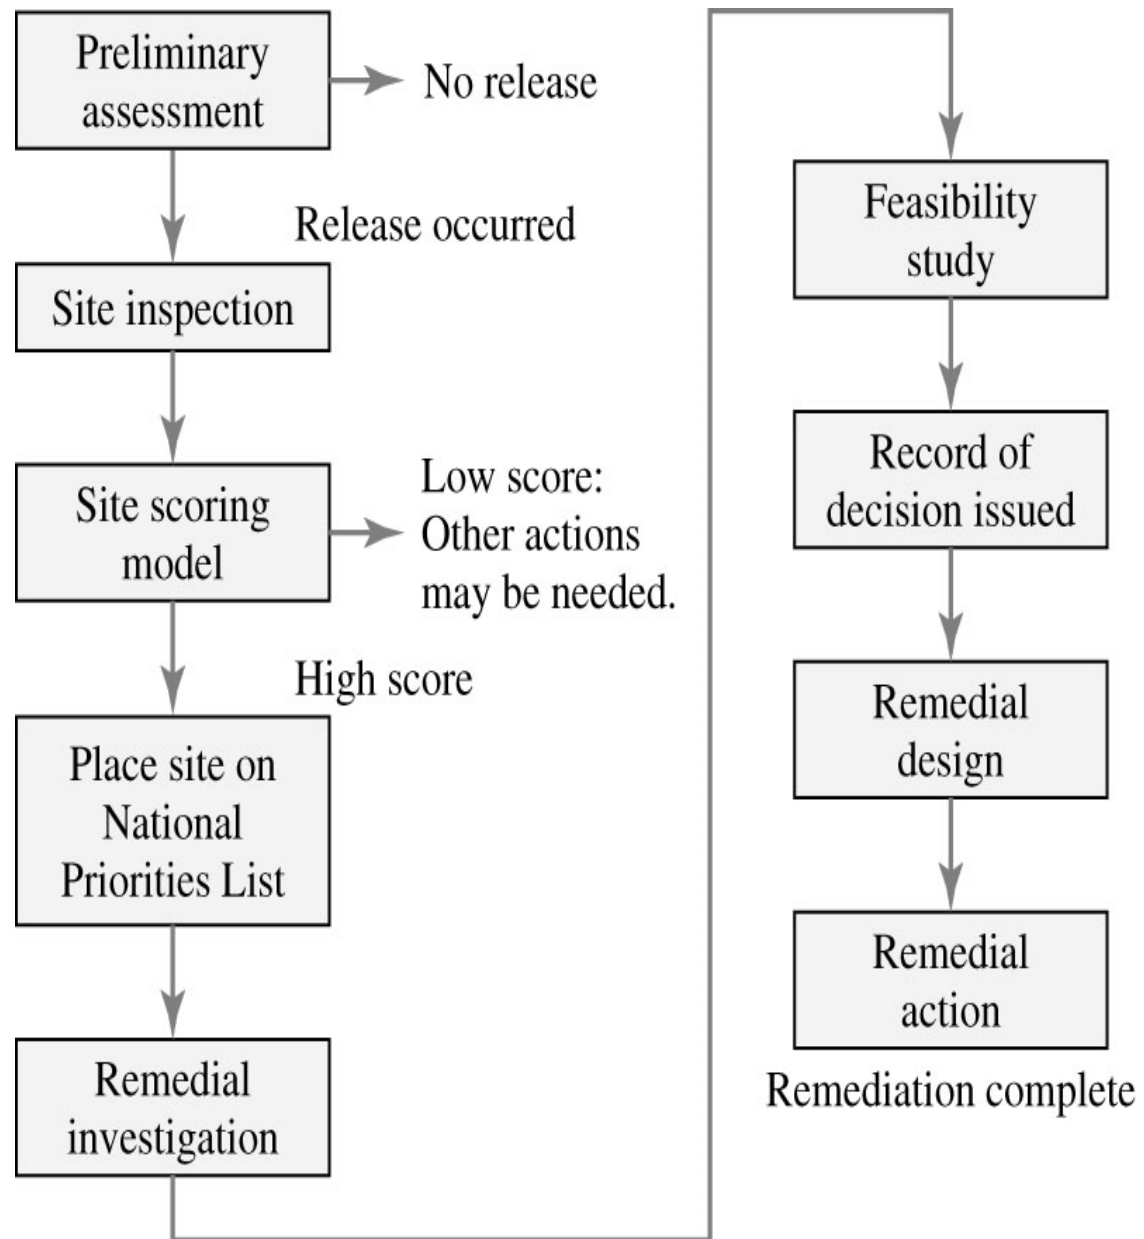 Preliminary
assessment
No release
Release occurred
Site inspection
Site scoring
model
Low score:
Other actions
may be needed.
High score
Place site on
National
Priorities List
Remedial
investigation
Feasibility
study
Record of
decision issued
Remedial
design
Remedial
action
Remediation complete